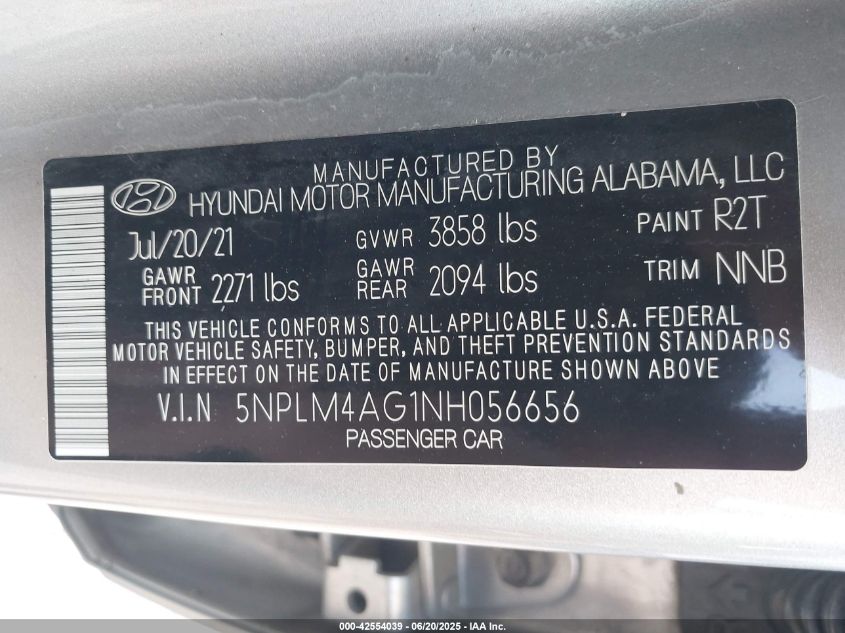 MANUFACTURED BY
HYUNDAI MOTOR MANUFACTURING ALABAMA, LLC
Jul/20/21 GVWR 3858 lbs PAINT R2T
GAWR FRONT 2271 lbs GAWR REAR 2094 lbs TRIM NNB
THIS VEHICLE CONFORMS TO ALL APPLICABLE U.S.A. FEDERAL
MOTOR VEHICLE SAFETY, BUMPER, AND THEFT PREVENTION STANDARDS
IN EFFECT ON THE DATE OF MANUFACTURE SHOWN ABOVE
V.I.N 5NPLM4AG1NH056656
PASSENGER CAR
000-42554039 - 06/20/2025 - IAA Inc.